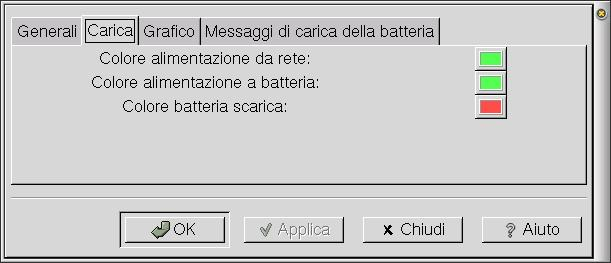 Generali Carica Grafico Messaggi di carica della batteria
Colore alimentazione da rete:
Colore alimentazione a batteria:
Colore batteria scarica:
OK Applica Chiudi Aiuto